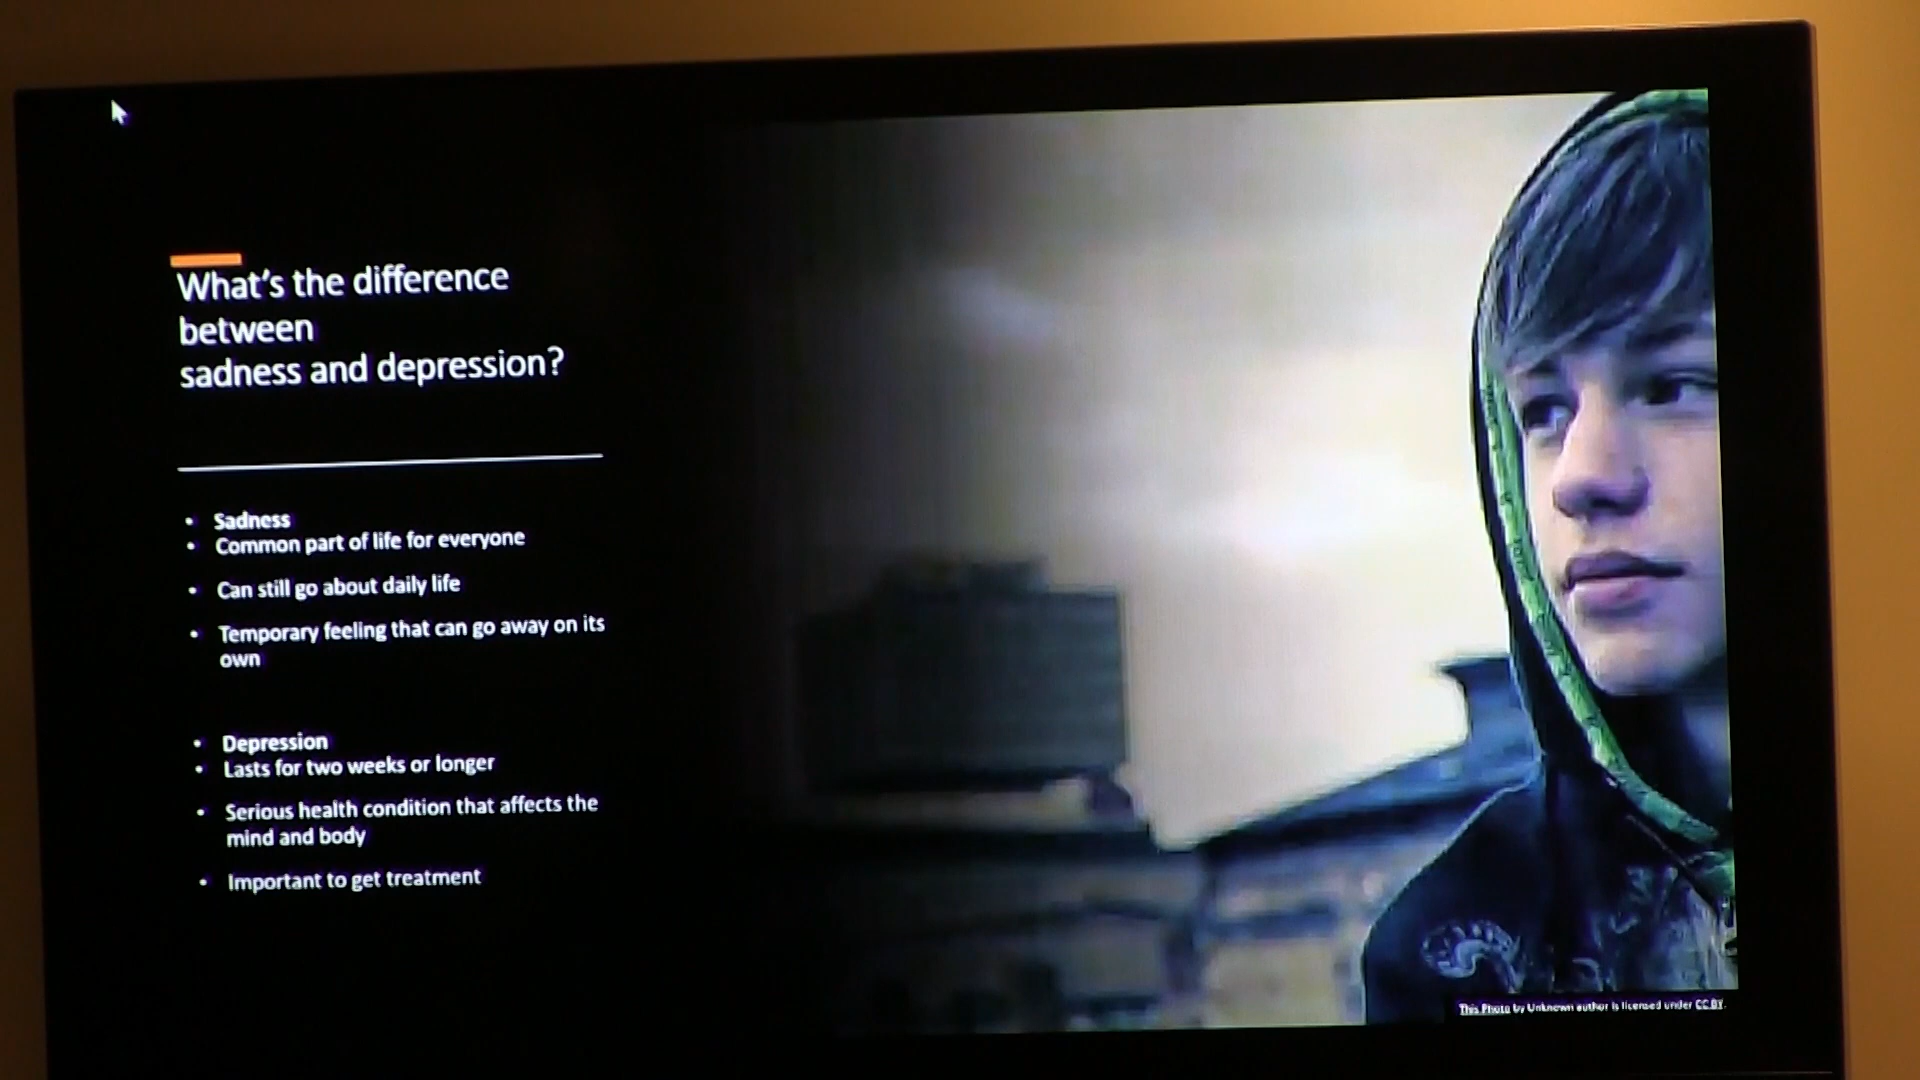 What's the difference
between
sadness and depression?
• Sadness
• Common part of life for everyone
• Can still go about daily life
• Temporary feeling that can go away on its
own
• Depression
• Lasts for two weeks or longer
• Serious health condition that affects the
mind and body
• Important to get treatment
This Photo by Unknown author is licensed under CC BY.